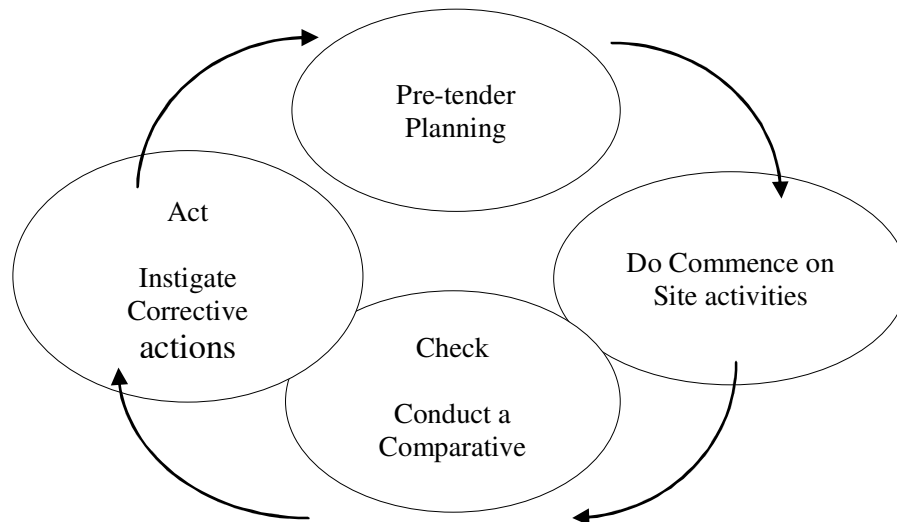 Pre-tender
Planning
Do Commence on
Site activities
Check
Conduct a
Comparative
Act
Instigate
Corrective
actions